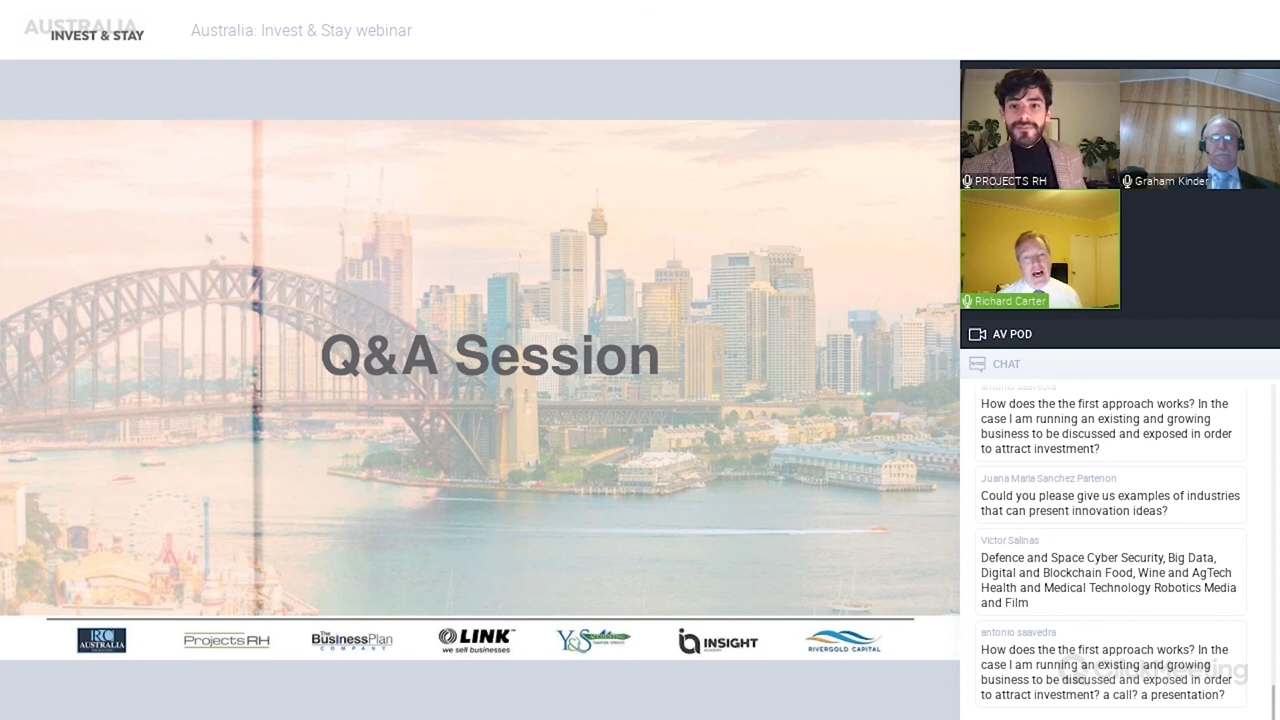 AUSTRALIA
INVEST & STAY
Australia: Invest & Stay webinar
Q&A Session
RC
AUSTRALIA
ProjectsRH
The
BusinessPlan
COMPANY
LINK
we sell businesses
Y&S
INSIGHT
RIVERGOLD CAPITAL
PROJECTS RH
Graham Kinder
Richard Carter
AV POD
CHAT
antonio saavedra
How does the the first approach works? In the
case I am running an existing and growing
business to be discussed and exposed in order
to attract investment?
Juana Maria Sanchez Partenon
Could you please give us examples of industries
that can present innovation ideas?
Victor Salinas
Defence and Space Cyber Security, Big Data,
Digital and Blockchain Food, Wine and AgTech
Health and Medical Technology Robotics Media
and Film
antonio saavedra
How does the the first approach works? In the
case I am running an existing and growing
business to be discussed and exposed in order
to attract investment? a call? a presentation?
ClickMeeting